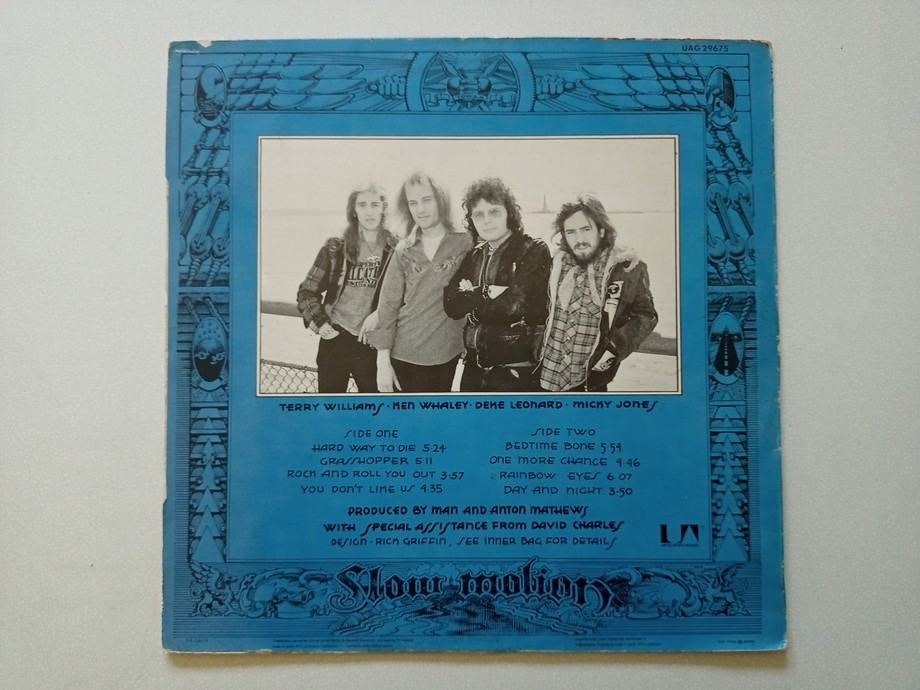 UAG 29675
TERRY WILLIAMS · KEN WHALEY · DEKE LEONARD · MICKY JONES
SIDE ONE
HARD WAY TO DIE 5·24
GRASSHOPPER 5·11
ROCK AND ROLL YOU OUT 3·57
YOU DON'T LIKE US 4·35
SIDE TWO
BEDTIME BONE 5·54
ONE MORE CHANCE 4·46
RAINBOW EYES 6·07
DAY AND NIGHT 3·50
PRODUCED BY MAN AND ANTON MATHEWS
WITH SPECIAL ASSISTANCE FROM DAVID CHARLES
DESIGN · RICK GRIFFIN, SEE INNER BAG FOR DETAILS
UA
Slow motion